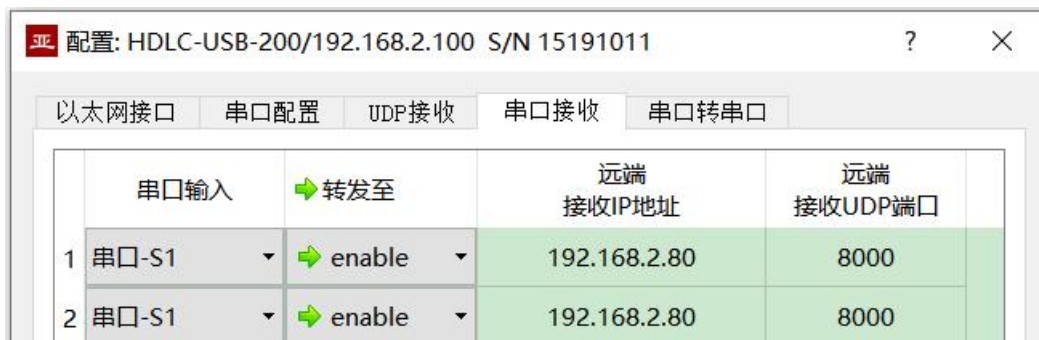 亚 配置: HDLC-USB-200/192.168.2.100 S/N 15191011 ? ×
以太网接口 串口配置 UDP接收 串口接收 串口转串口
串口输入 转发至 远端 接收IP地址 远端 接收UDP端口
1 串口-S1 enable 192.168.2.80 8000
2 串口-S1 enable 192.168.2.80 8000